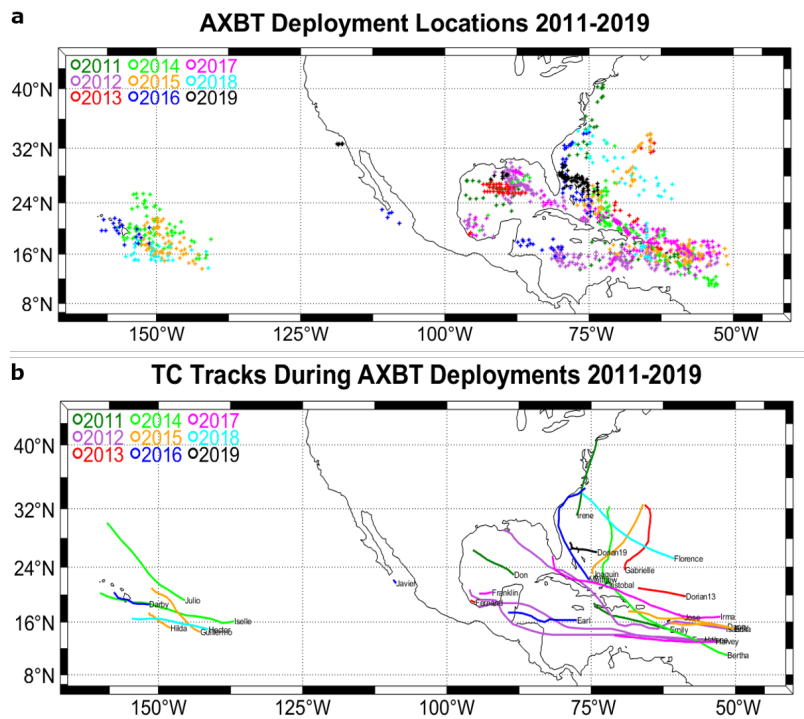 a
AXBT Deployment Locations 2011-2019
2011 2014 2017
2012 2015 2018
2013 2016 2019
40°N
32°N
24°N
16°N
8°N
150°W 125°W 100°W 75°W 50°W
b
TC Tracks During AXBT Deployments 2011-2019
2011 2014 2017
2012 2015 2018
2013 2016 2019
40°N
32°N
24°N
16°N
8°N
Irene
Dorian19
Florence
Gabrielle
Don
Javier
Julio
Darby
Franklin
Dorian13
Earl
Jose
Irma
Iselle
Hilda
Guillermo
Hector
Emily
Harvey
Bertha
150°W 125°W 100°W 75°W 50°W